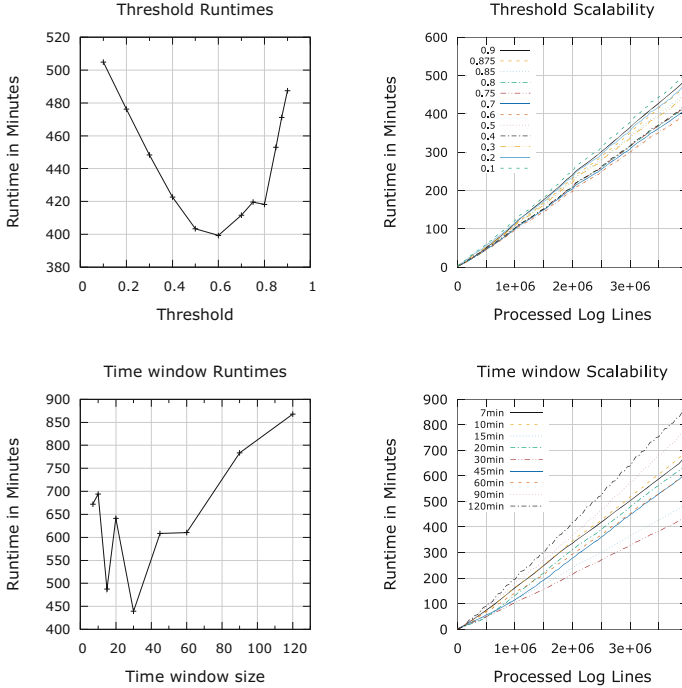 Threshold Runtimes
520
500
480
460
440
420
400
380
0 0.2 0.4 0.6 0.8 1
Runtime in Minutes
Threshold
Threshold Scalability
600
500
400
300
200
100
0
0.9
0.875
0.85
0.8
0.75
0.7
0.6
0.5
0.4
0.3
0.2
0.1
0 1e+06 2e+06 3e+06
Runtime in Minutes
Processed Log Lines
Time window Runtimes
900
850
800
750
700
650
600
550
500
450
400
0 20 40 60 80 100 120
Runtime in Minutes
Time window size
Time window Scalability
900
800
700
600
500
400
300
200
100
0
7min
10min
15min
20min
30min
45min
60min
90min
120min
0 1e+06 2e+06 3e+06
Runtime in Minutes
Processed Log Lines